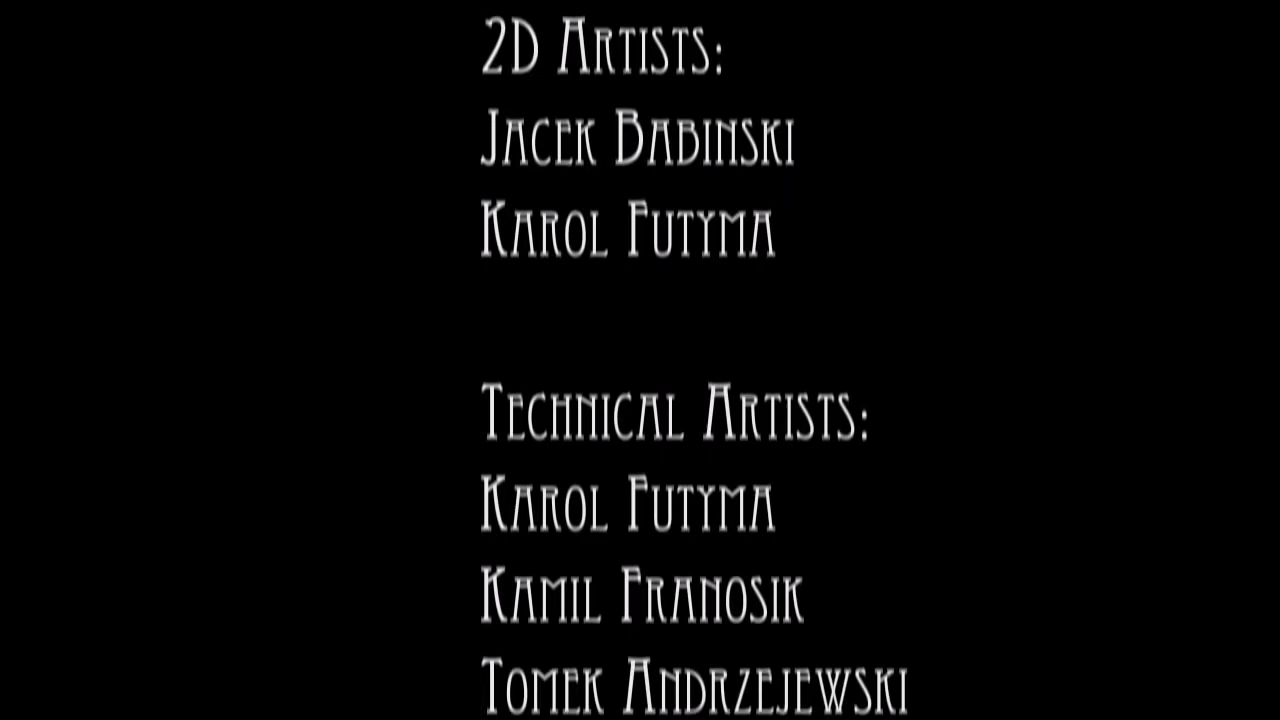 2D Artists:
Jacek Babinski
Karol Futyma
Technical Artists:
Karol Futyma
Kamil Franosik
Tomek Andrzejewski